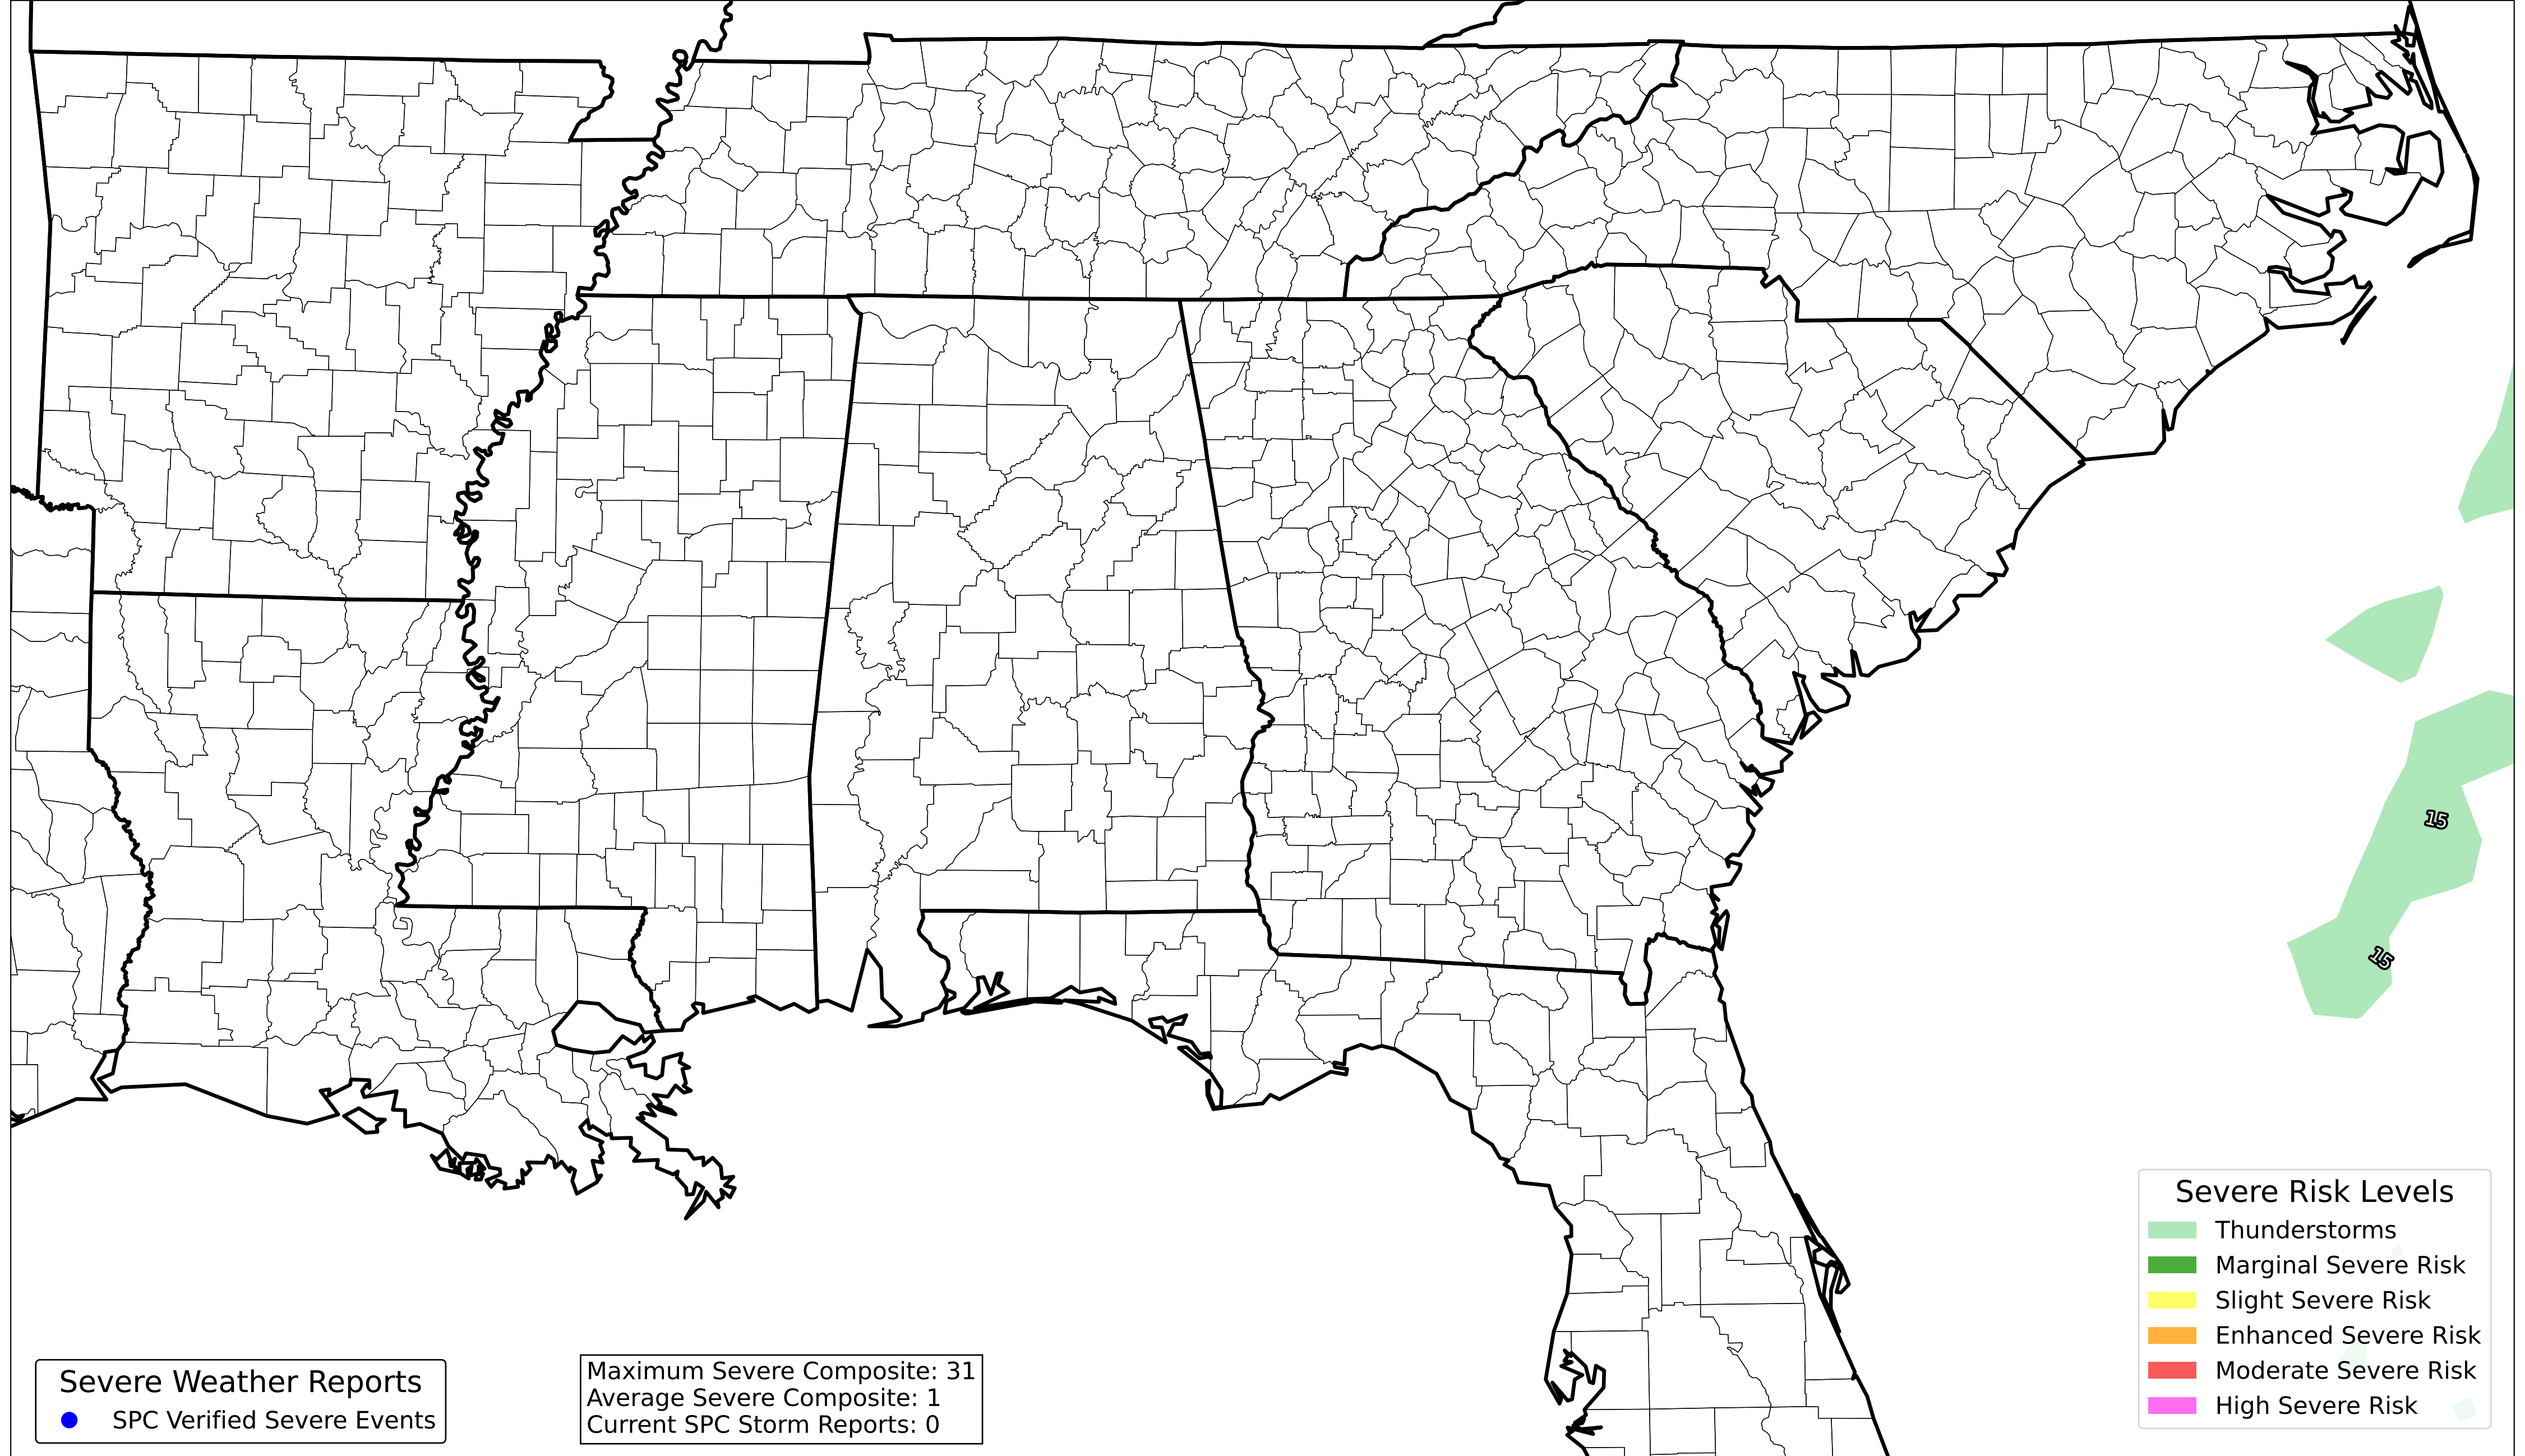 15
15
Severe Risk Levels
Thunderstorms
Marginal Severe Risk
Slight Severe Risk
Enhanced Severe Risk
Moderate Severe Risk
High Severe Risk
Severe Weather Reports
SPC Verified Severe Events
Maximum Severe Composite: 31
Average Severe Composite: 1
Current SPC Storm Reports: 0